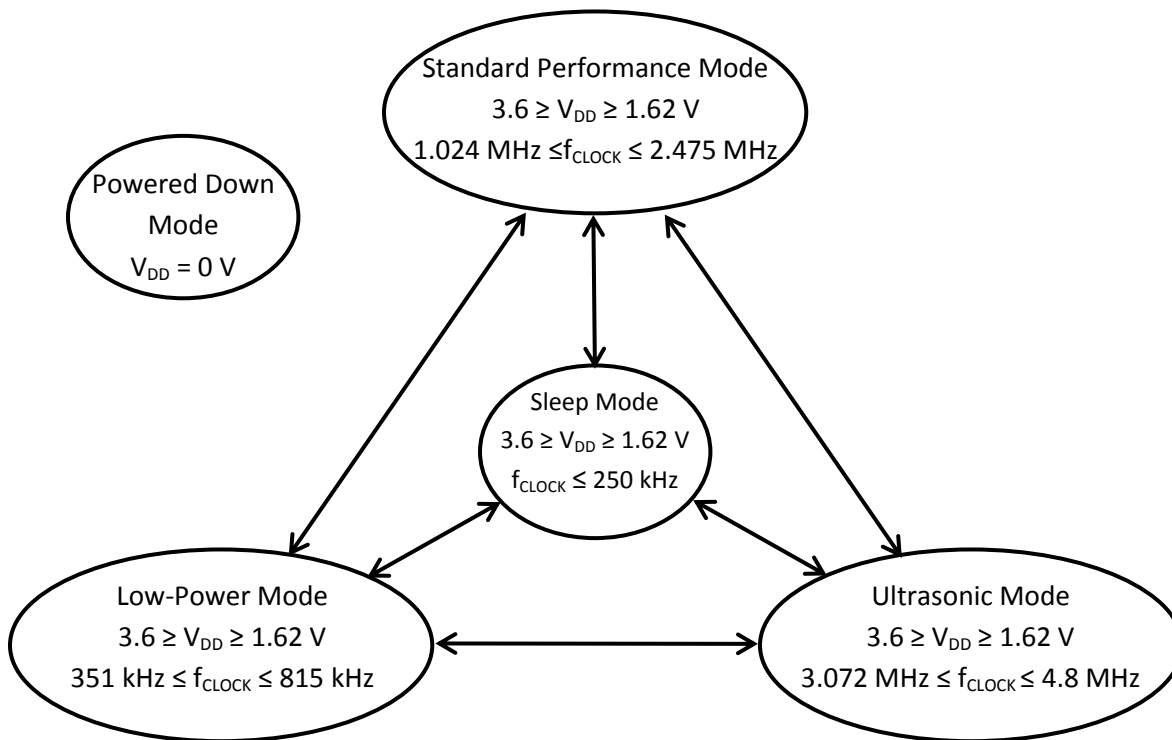 Standard Performance Mode
3.6 ≥ V_DD ≥ 1.62 V
1.024 MHz ≤f_CLOCK ≤ 2.475 MHz
Powered Down
Mode
V_DD = 0 V
Sleep Mode
3.6 ≥ V_DD ≥ 1.62 V
f_CLOCK ≤ 250 kHz
Low-Power Mode
3.6 ≥ V_DD ≥ 1.62 V
351 kHz ≤ f_CLOCK ≤ 815 kHz
Ultrasonic Mode
3.6 ≥ V_DD ≥ 1.62 V
3.072 MHz ≤ f_CLOCK ≤ 4.8 MHz